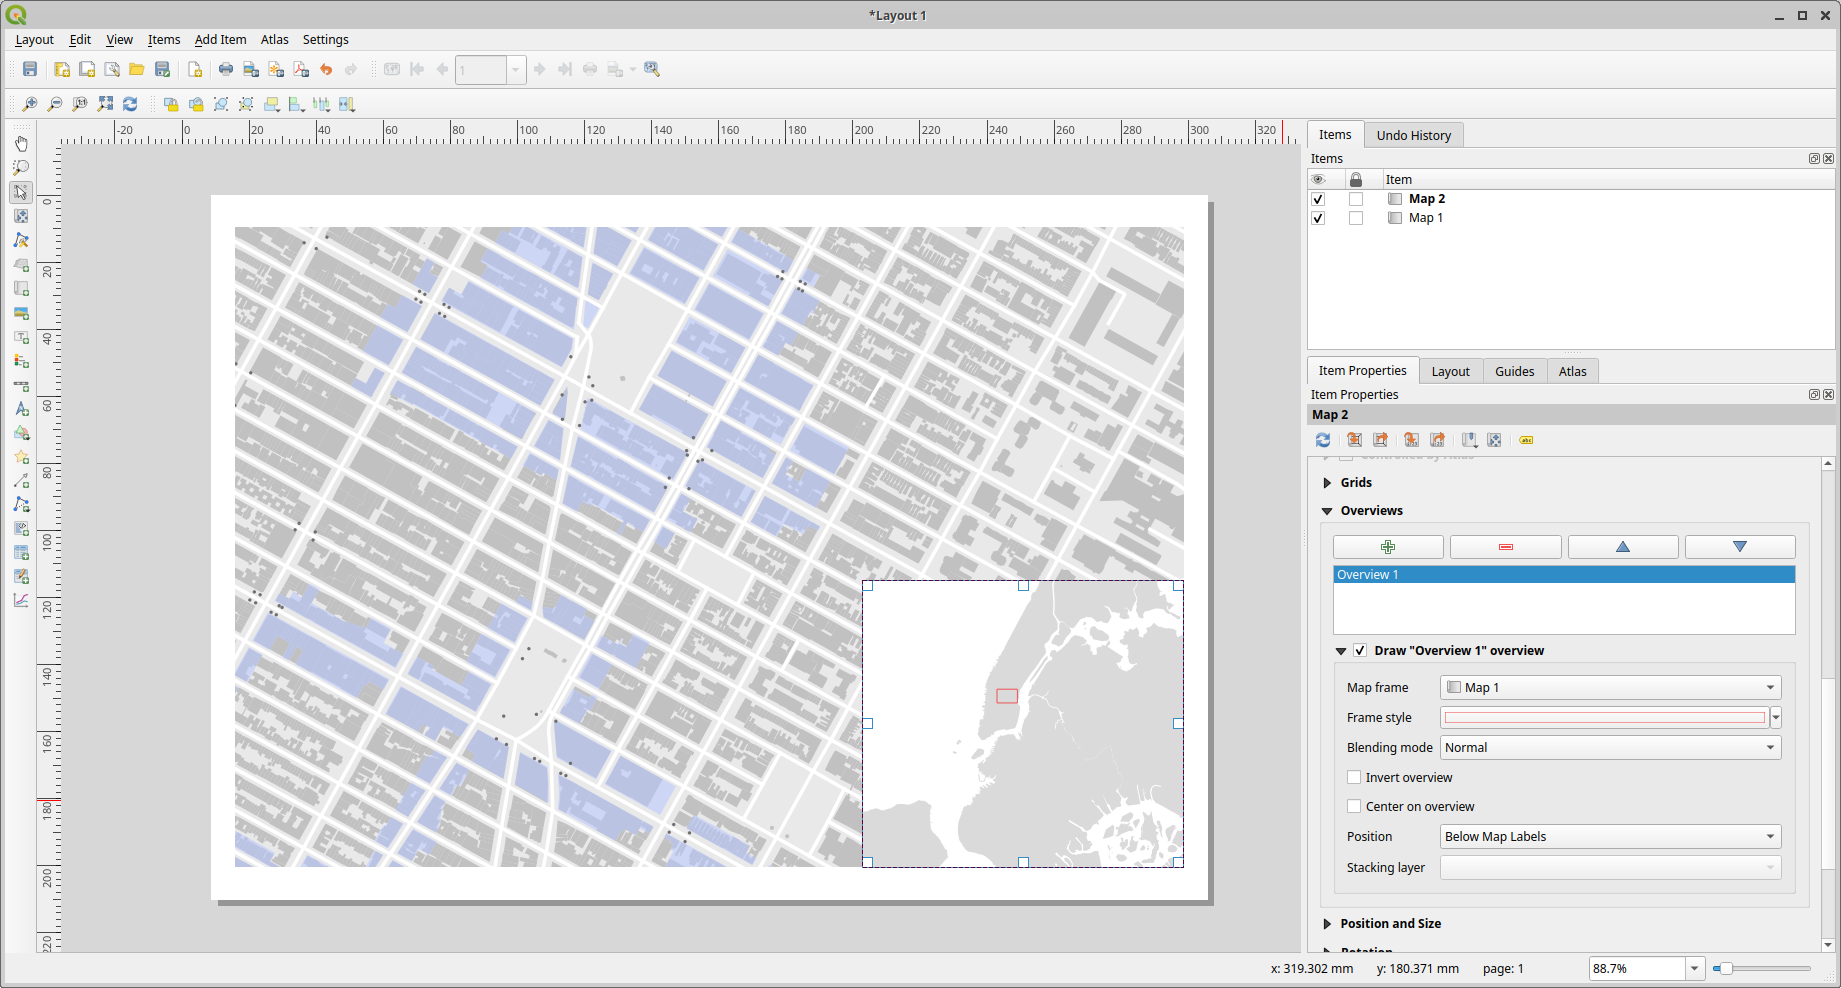 *Layout 1
Layout Edit View Items Add Item Atlas Settings
1
-20 0 20 40 60 80 100 120 140 160 180 200 220 240 260 280 300 320
0
20
40
60
80
100
120
140
160
180
200
220
Items Undo History
Items
Item
Map 2
Map 1
Item Properties Layout Guides Atlas
Item Properties
Map 2
abc
Controlled by Atlas
Grids
Overviews
Overview 1
Draw "Overview 1" overview
Map frame Map 1
Frame style
Blending mode Normal
Invert overview
Center on overview
Position Below Map Labels
Stacking layer
Position and Size
Rotation
x: 319.302 mm y: 180.371 mm page: 1 88.7%